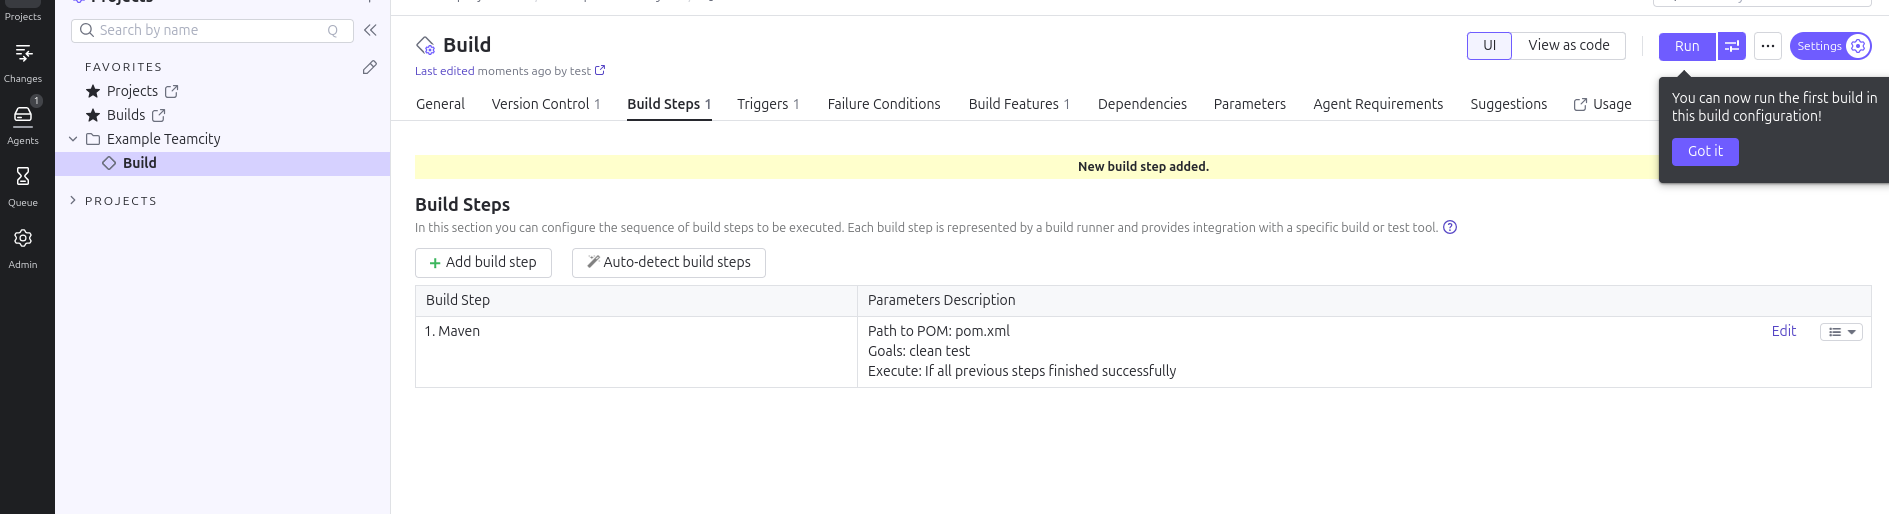 Projects
Changes
1
Agents
Queue
Admin
Projects
Search by name Q
FAVORITES
Projects
Builds
Example Teamcity
Build
PROJECTS
Build
Last edited moments ago by test
UI View as code Run ... Settings
General Version Control 1 Build Steps 1 Triggers 1 Failure Conditions Build Features 1 Dependencies Parameters Agent Requirements Suggestions Usage
You can now run the first build in
this build configuration!
Got it
New build step added.
Build Steps
In this section you can configure the sequence of build steps to be executed. Each build step is represented by a build runner and provides integration with a specific build or test tool. ?
+ Add build step Auto-detect build steps
Build Step Parameters Description
1. Maven Path to POM: pom.xml Edit
Goals: clean test
Execute: If all previous steps finished successfully